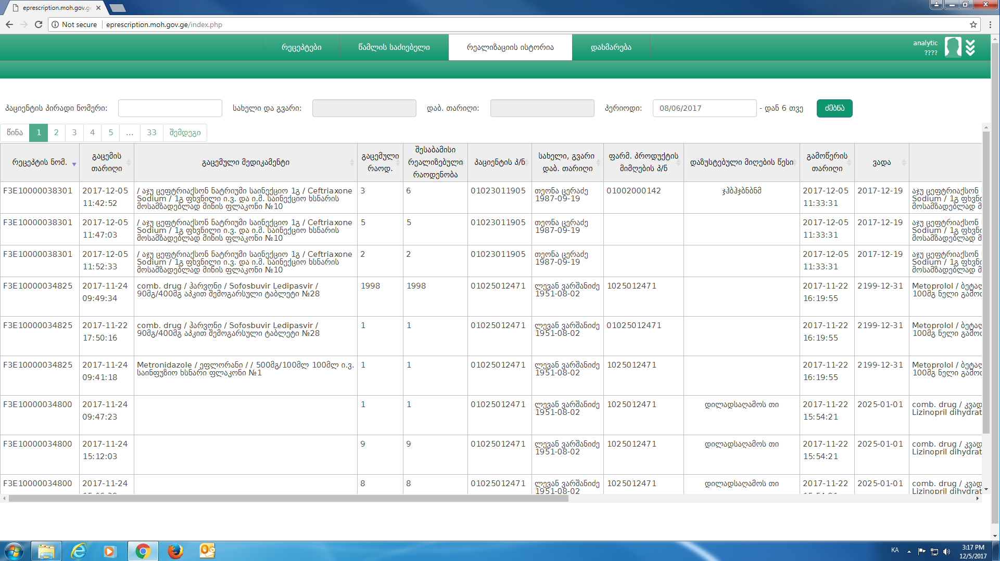 eprescription.moh.gov.ge
Not secure | eprescription.moh.gov.ge/index.php
რეცეპტები წამლის საძიებელი რეალიზაციის ისტორია დახმარება
analytic
????
პაციენტის პირადი ნომერი: სახელი და გვარი: დაბ. თარიღი: პერიოდი: 08/06/2017 - დან 6 თვე ძებნა
წინა 1 2 3 4 5 ... 33 შემდეგი
რეცეპტის ნომ. გაცემის თარიღი გაცემული მედიკამენტი გაცემული რაოდ. შესაბამისი რეალიზებული რაოდენობა პაციენტის პ/ნ სახელი, გვარი დაბ. თარიღი ფარმ. პროდუქტის მიმღების პ/ნ დაზუსტებული მიღების წესი გამოწერის თარიღი ვადა
F3E10000038301 2017-12-05 / აჯუ ცეფტრიაქსონ ნატრიუმი საინექციო 1გ / Ceftriaxone 3 6 01023011905 თეონა ცერაძე 01002000142 ჯჰბჰჯბნბნმ 2017-12-05 2017-12-19 აჯუ ცეფტრიაქსონ
11:42:52 Sodium / 1გ ფხვნილი ი.ვ. და ი.მ. საინექციო ხსნარის 1987-09-19 11:33:31 Sodium / 1გ
მოსამზადებლად მინის ფლაკონი №10 მოსამზადებლად
F3E10000038301 2017-12-05 / აჯუ ცეფტრიაქსონ ნატრიუმი საინექციო 1გ / Ceftriaxone 5 5 01023011905 თეონა ცერაძე 2017-12-05 2017-12-19 აჯუ ცეფტრიაქსონ
11:47:03 Sodium / 1გ ფხვნილი ი.ვ. და ი.მ. საინექციო ხსნარის 1987-09-19 11:33:31 Sodium / 1გ
მოსამზადებლად მინის ფლაკონი №10 მოსამზადებლად
F3E10000038301 2017-12-05 / აჯუ ცეფტრიაქსონ ნატრიუმი საინექციო 1გ / Ceftriaxone 2 2 01023011905 თეონა ცერაძე 2017-12-05 2017-12-19 აჯუ ცეფტრიაქსონ
11:52:33 Sodium / 1გ ფხვნილი ი.ვ. და ი.მ. საინექციო ხსნარის 1987-09-19 11:33:31 Sodium / 1გ
მოსამზადებლად მინის ფლაკონი №10 მოსამზადებლად
F3E10000034825 2017-11-24 comb. drug / ჰარვონი / Sofosbuvir Ledipasvir / 1998 1998 01025012471 ლევან ვარშანიძე 1025012471 2017-11-22 2199-12-31 Metoprolol /
09:49:34 90მგ/400მგ აპკით შემოგარსული ტაბლეტი №28 1951-08-02 16:19:55 100მგ ნელი
F3E10000034825 2017-11-22 comb. drug / ჰარვონი / Sofosbuvir Ledipasvir / 1 1 01025012471 ლევან ვარშანიძე 01025012471 2017-11-22 2199-12-31 Metoprolol /
17:50:16 90მგ/400მგ აპკით შემოგარსული ტაბლეტი №28 1951-08-02 16:19:55 100მგ ნელი
F3E10000034825 2017-11-24 Metronidazole / ეფლორანი / / 500მგ/100მლ 100მლ ი.ვ. 1 1 01025012471 ლევან ვარშანიძე 1025012471 2017-11-22 2199-12-31 Metoprolol /
09:41:18 საინფუზიო ხსნარი ფლაკონი №1 1951-08-02 16:19:55 100მგ ნელი
F3E10000034800 2017-11-24 1 1 01025012471 ლევან ვარშანიძე 1025012471 დილადსაღამოს თი 2017-11-22 2025-01-01 comb. drug /
09:47:23 1951-08-02 15:54:21 Lizinopril
F3E10000034800 2017-11-24 9 9 01025012471 ლევან ვარშანიძე 1025012471 დილადსაღამოს თი 2017-11-22 2025-01-01 comb. drug /
15:12:03 1951-08-02 15:54:21 Lizinopril
F3E10000034800 2017-11-24 8 8 01025012471 ლევან ვარშანიძე 1025012471 დილადსაღამოს თი 2017-11-22 2025-01-01 comb. drug /
1951-08-02 Lizinopril
KA 3:17 PM
12/5/2017